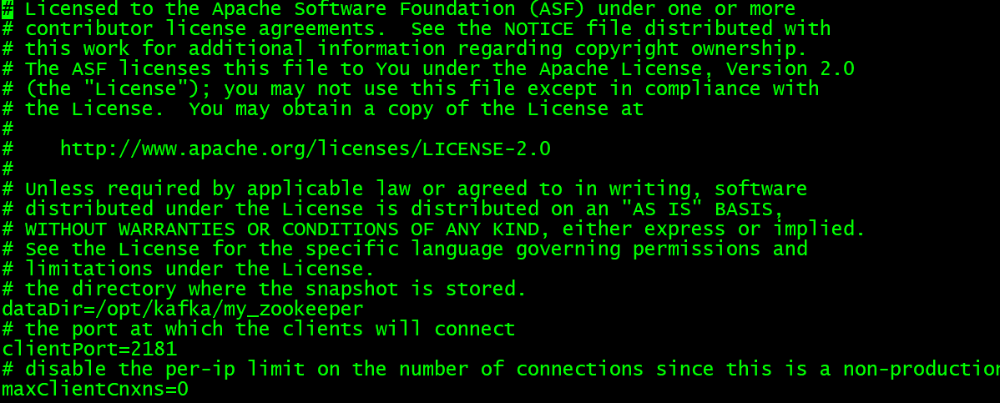 # Licensed to the Apache Software Foundation (ASF) under one or more
# contributor license agreements.  See the NOTICE file distributed with
# this work for additional information regarding copyright ownership.
# The ASF licenses this file to You under the Apache License, Version 2.0
# (the "License"); you may not use this file except in compliance with
# the License.  You may obtain a copy of the License at
#
#    http://www.apache.org/licenses/LICENSE-2.0
#
# Unless required by applicable law or agreed to in writing, software
# distributed under the License is distributed on an "AS IS" BASIS,
# WITHOUT WARRANTIES OR CONDITIONS OF ANY KIND, either express or implied.
# See the License for the specific language governing permissions and
# limitations under the License.
# the directory where the snapshot is stored.
dataDir=/opt/kafka/my_zookeeper
# the port at which the clients will connect
clientPort=2181
# disable the per-ip limit on the number of connections since this is a non-production
maxClientCnxns=0